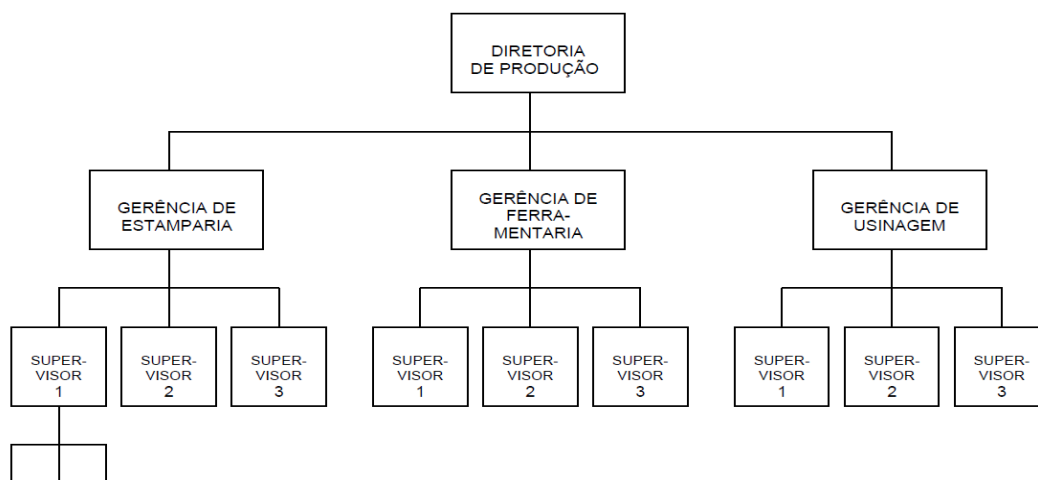 DIRETORIA
DE PRODUÇÃO
GERÊNCIA DE
ESTAMPARIA
GERÊNCIA DE
FERRA-
MENTARIA
GERÊNCIA DE
USINAGEM
SUPER-
VISOR
1
SUPER-
VISOR
2
SUPER-
VISOR
3
SUPER-
VISOR
1
SUPER-
VISOR
2
SUPER-
VISOR
3
SUPER-
VISOR
1
SUPER-
VISOR
2
SUPER-
VISOR
3